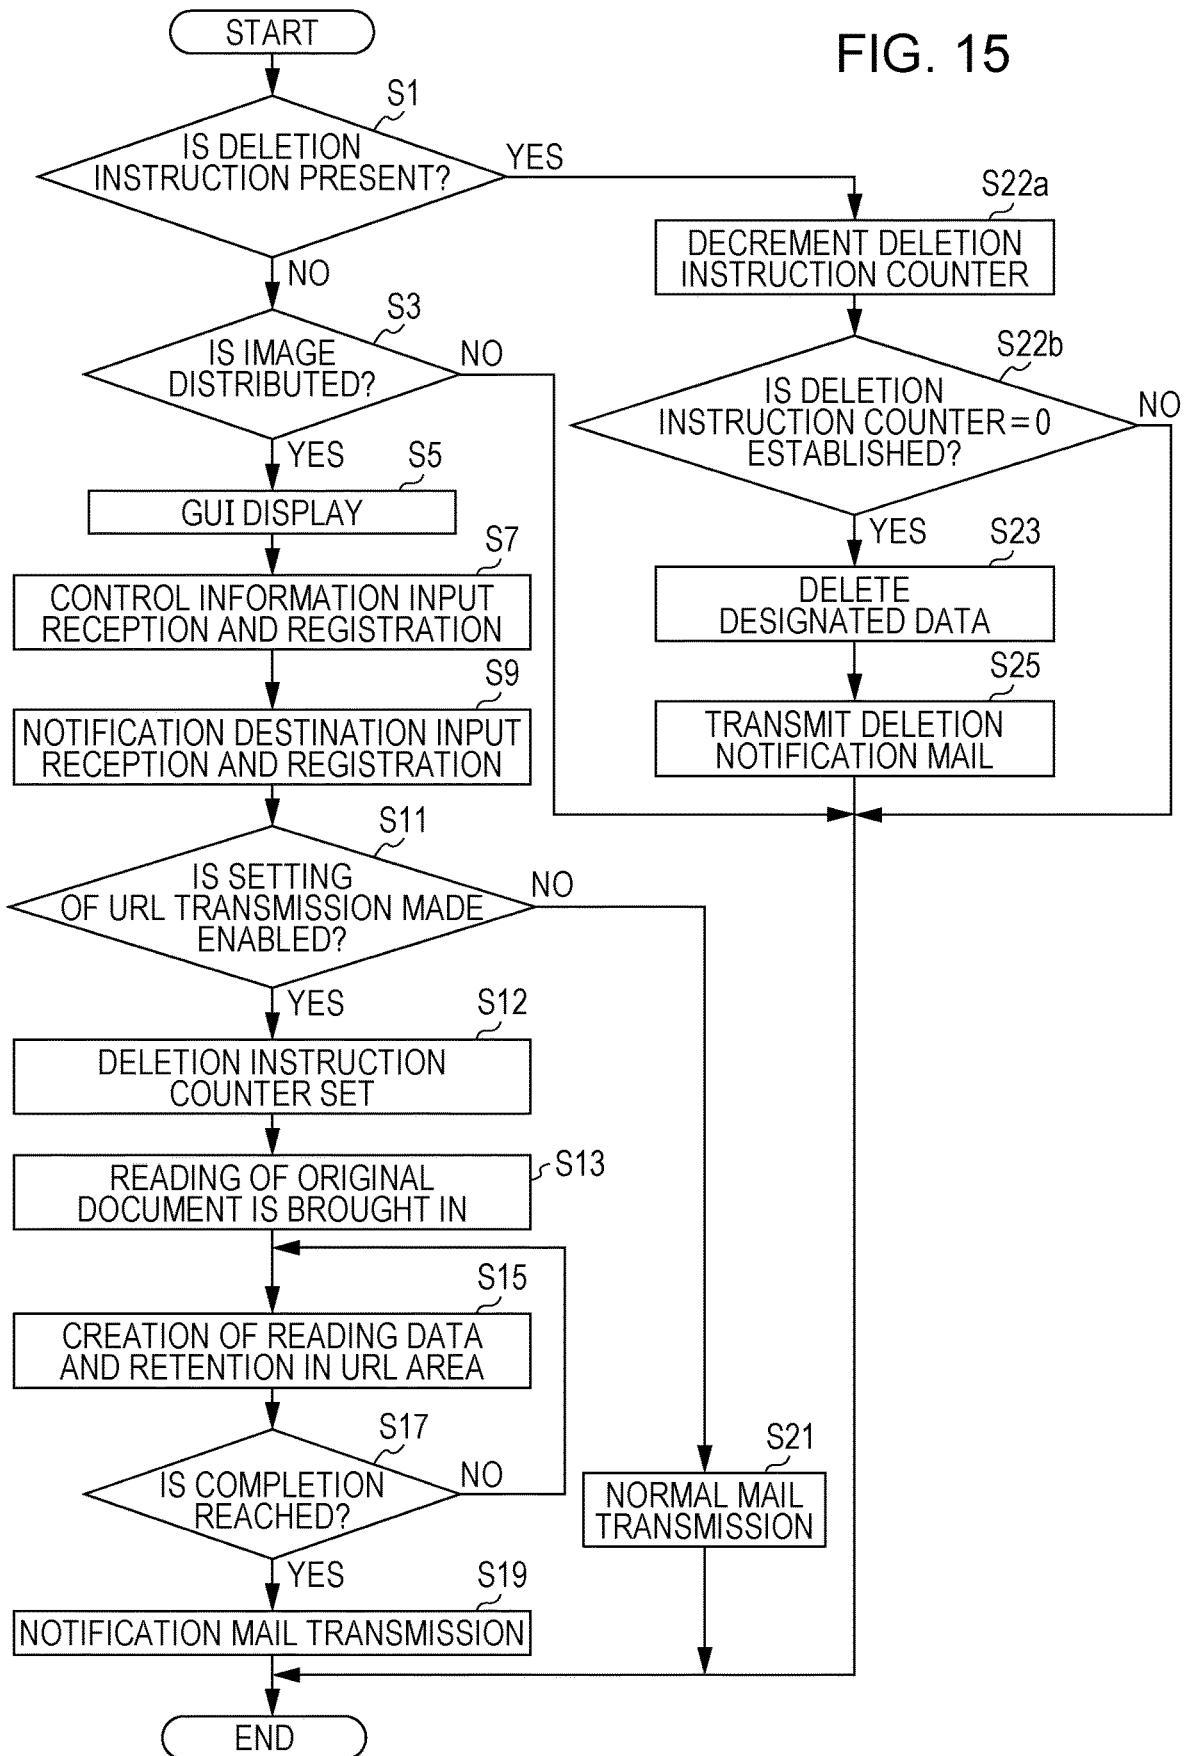 START
FIG. 15
S1
IS DELETION
INSTRUCTION PRESENT?
YES
NO
S22a
DECREMENT DELETION
INSTRUCTION COUNTER
S3
IS IMAGE
DISTRIBUTED?
NO
YES
S22b
IS DELETION
INSTRUCTION COUNTER=0
ESTABLISHED?
NO
YES
S5
GUI DISPLAY
S7
CONTROL INFORMATION INPUT
RECEPTION AND REGISTRATION
S23
DELETE
DESIGNATED DATA
S9
NOTIFICATION DESTINATION INPUT
RECEPTION AND REGISTRATION
S25
TRANSMIT DELETION
NOTIFICATION MAIL
S11
IS SETTING
OF URL TRANSMISSION MADE
ENABLED?
NO
YES
S12
DELETION INSTRUCTION
COUNTER SET
S13
READING OF ORIGINAL
DOCUMENT IS BROUGHT IN
S15
CREATION OF READING DATA
AND RETENTION IN URL AREA
S17
IS COMPLETION
REACHED?
NO
YES
S21
NORMAL MAIL
TRANSMISSION
S19
NOTIFICATION MAIL TRANSMISSION
END